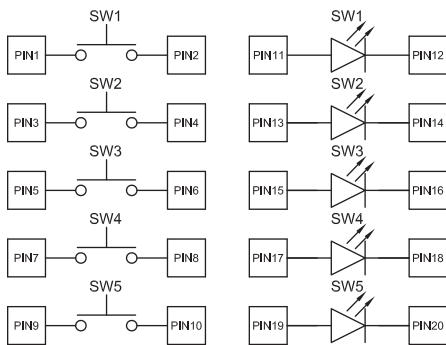 SW1 SW1
PIN1 PIN2 PIN11 PIN12
SW2 SW2
PIN3 PIN4 PIN13 PIN14
SW3 SW3
PIN5 PIN6 PIN15 PIN16
SW4 SW4
PIN7 PIN8 PIN17 PIN18
SW5 SW5
PIN9 PIN10 PIN19 PIN20